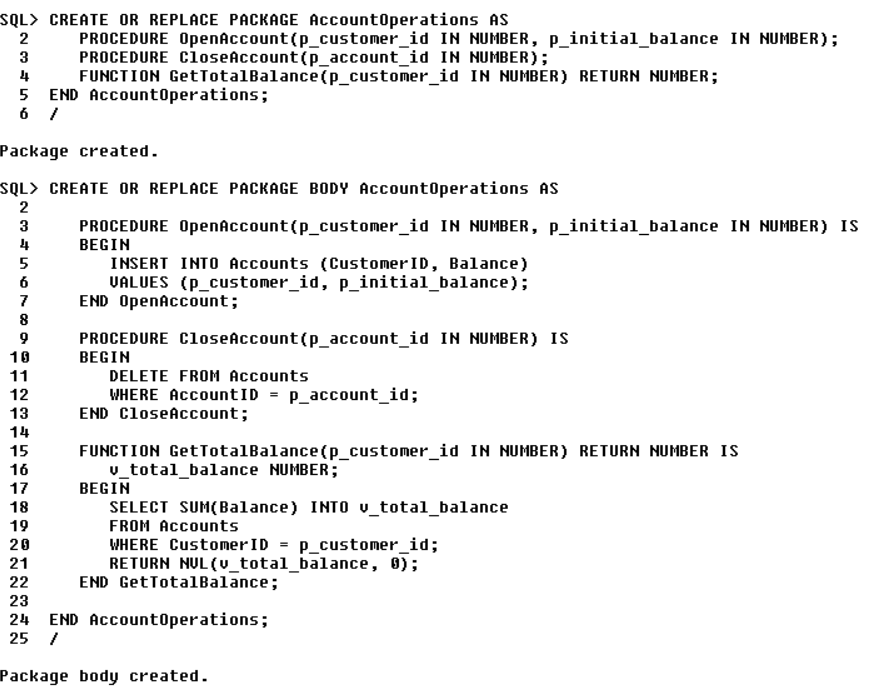 SQL> CREATE OR REPLACE PACKAGE AccountOperations AS
  2     PROCEDURE OpenAccount(p_customer_id IN NUMBER, p_initial_balance IN NUMBER);
  3     PROCEDURE CloseAccount(p_account_id IN NUMBER);
  4     FUNCTION GetTotalBalance(p_customer_id IN NUMBER) RETURN NUMBER;
  5  END AccountOperations;
  6  /
Package created.
SQL> CREATE OR REPLACE PACKAGE BODY AccountOperations AS
  2
  3     PROCEDURE OpenAccount(p_customer_id IN NUMBER, p_initial_balance IN NUMBER) IS
  4     BEGIN
  5        INSERT INTO Accounts (CustomerID, Balance)
  6        VALUES (p_customer_id, p_initial_balance);
  7     END OpenAccount;
  8
  9     PROCEDURE CloseAccount(p_account_id IN NUMBER) IS
 10     BEGIN
 11        DELETE FROM Accounts
 12        WHERE AccountID = p_account_id;
 13     END CloseAccount;
 14
 15     FUNCTION GetTotalBalance(p_customer_id IN NUMBER) RETURN NUMBER IS
 16        v_total_balance NUMBER;
 17     BEGIN
 18        SELECT SUM(Balance) INTO v_total_balance
 19        FROM Accounts
 20        WHERE CustomerID = p_customer_id;
 21        RETURN NVL(v_total_balance, 0);
 22     END GetTotalBalance;
 23
 24  END AccountOperations;
 25  /
Package body created.